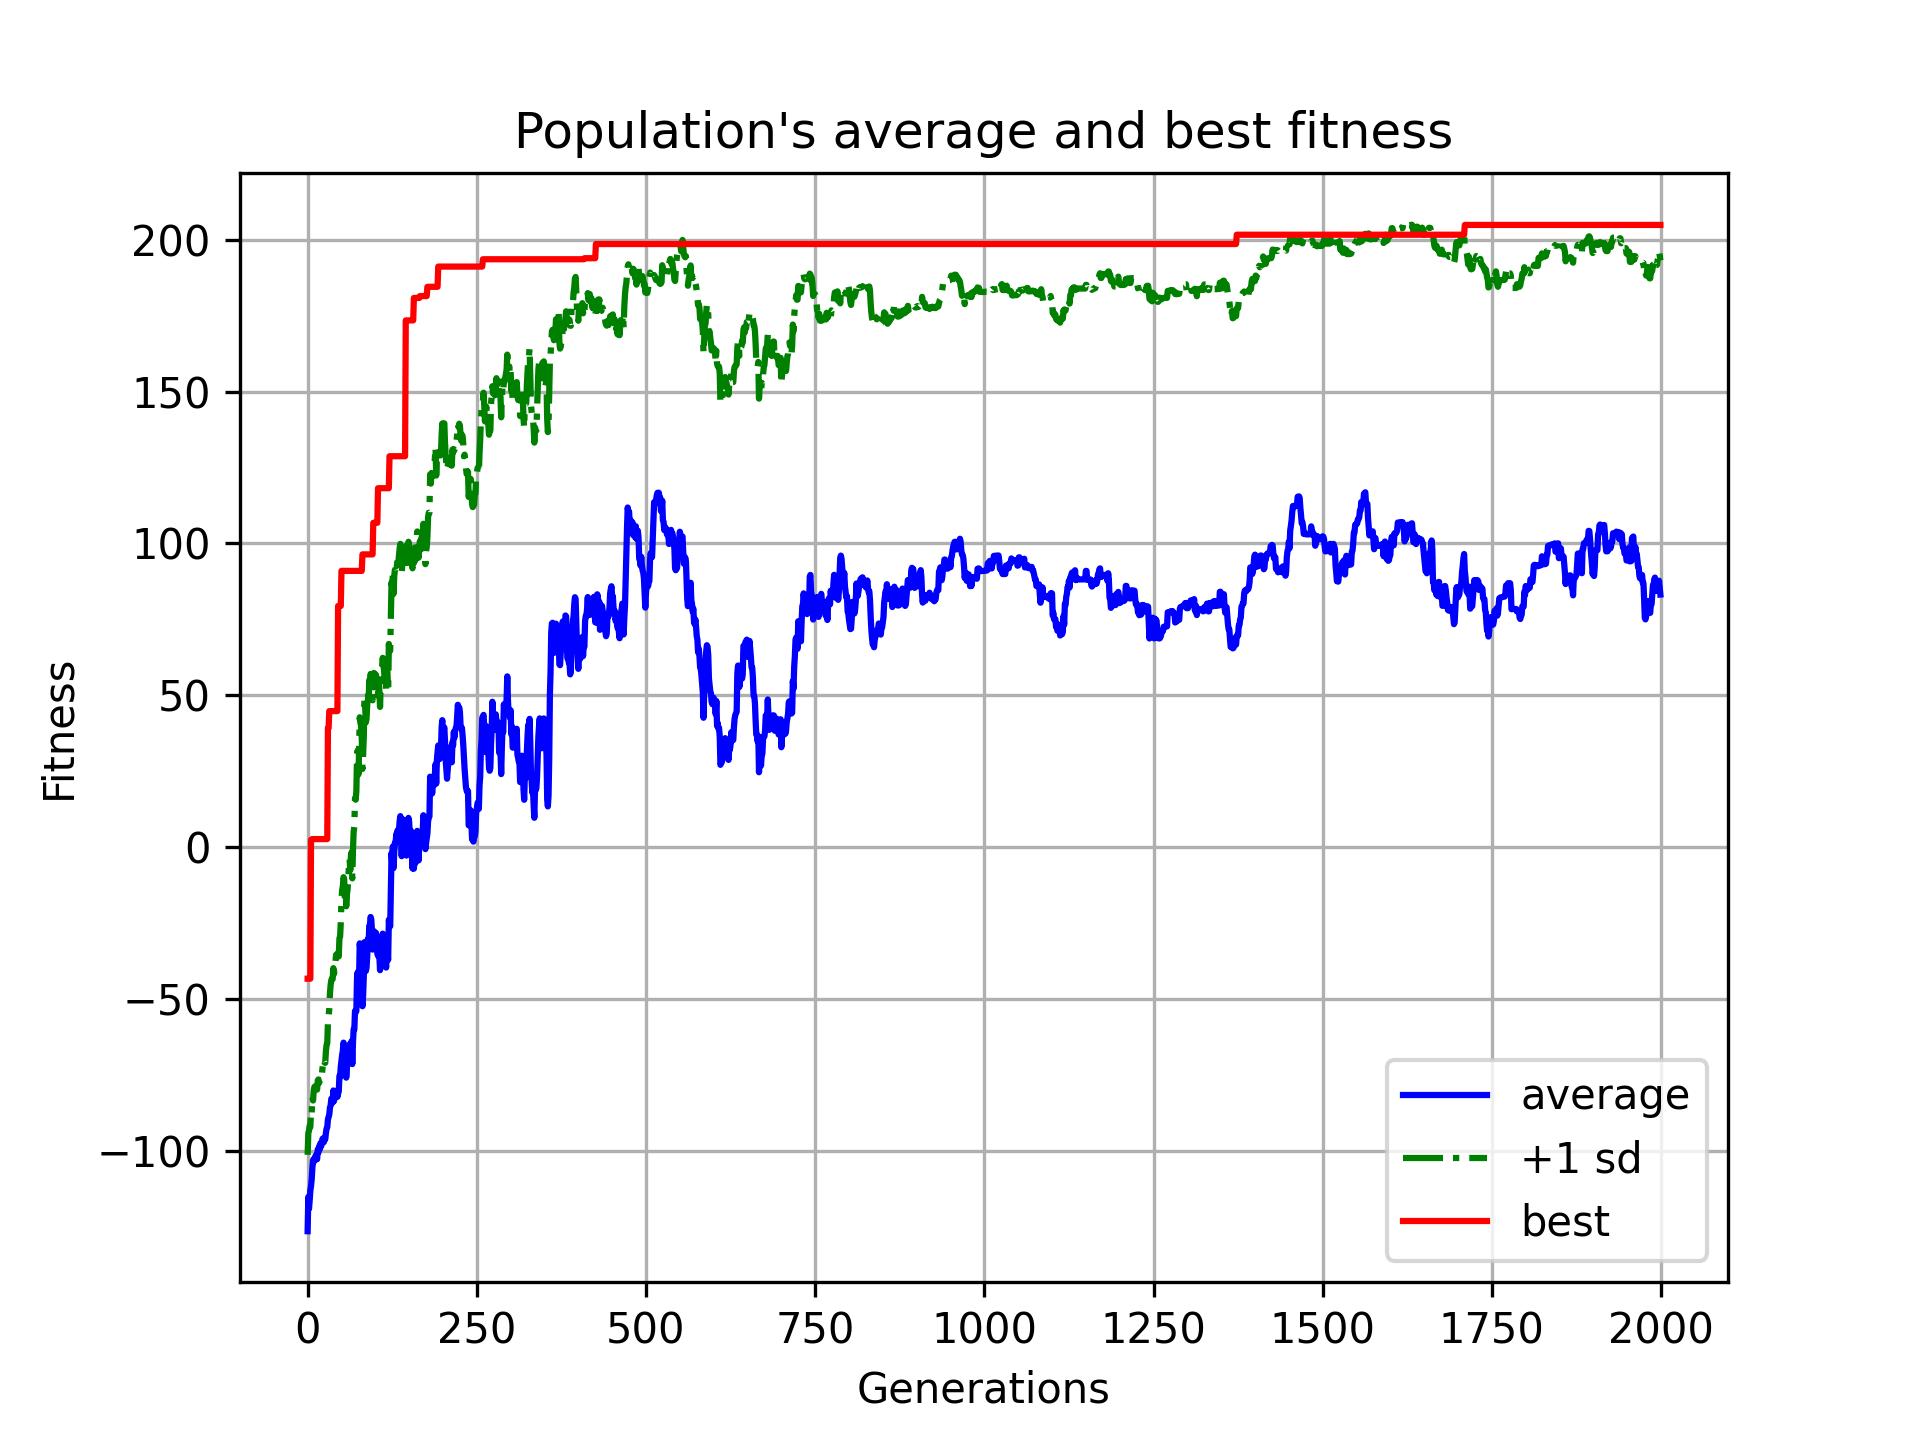 Population's average and best fitness
200
150
100
50
0
−50
−100
Fitness
0 250 500 750 1000 1250 1500 1750 2000
Generations
average
+1 sd
best